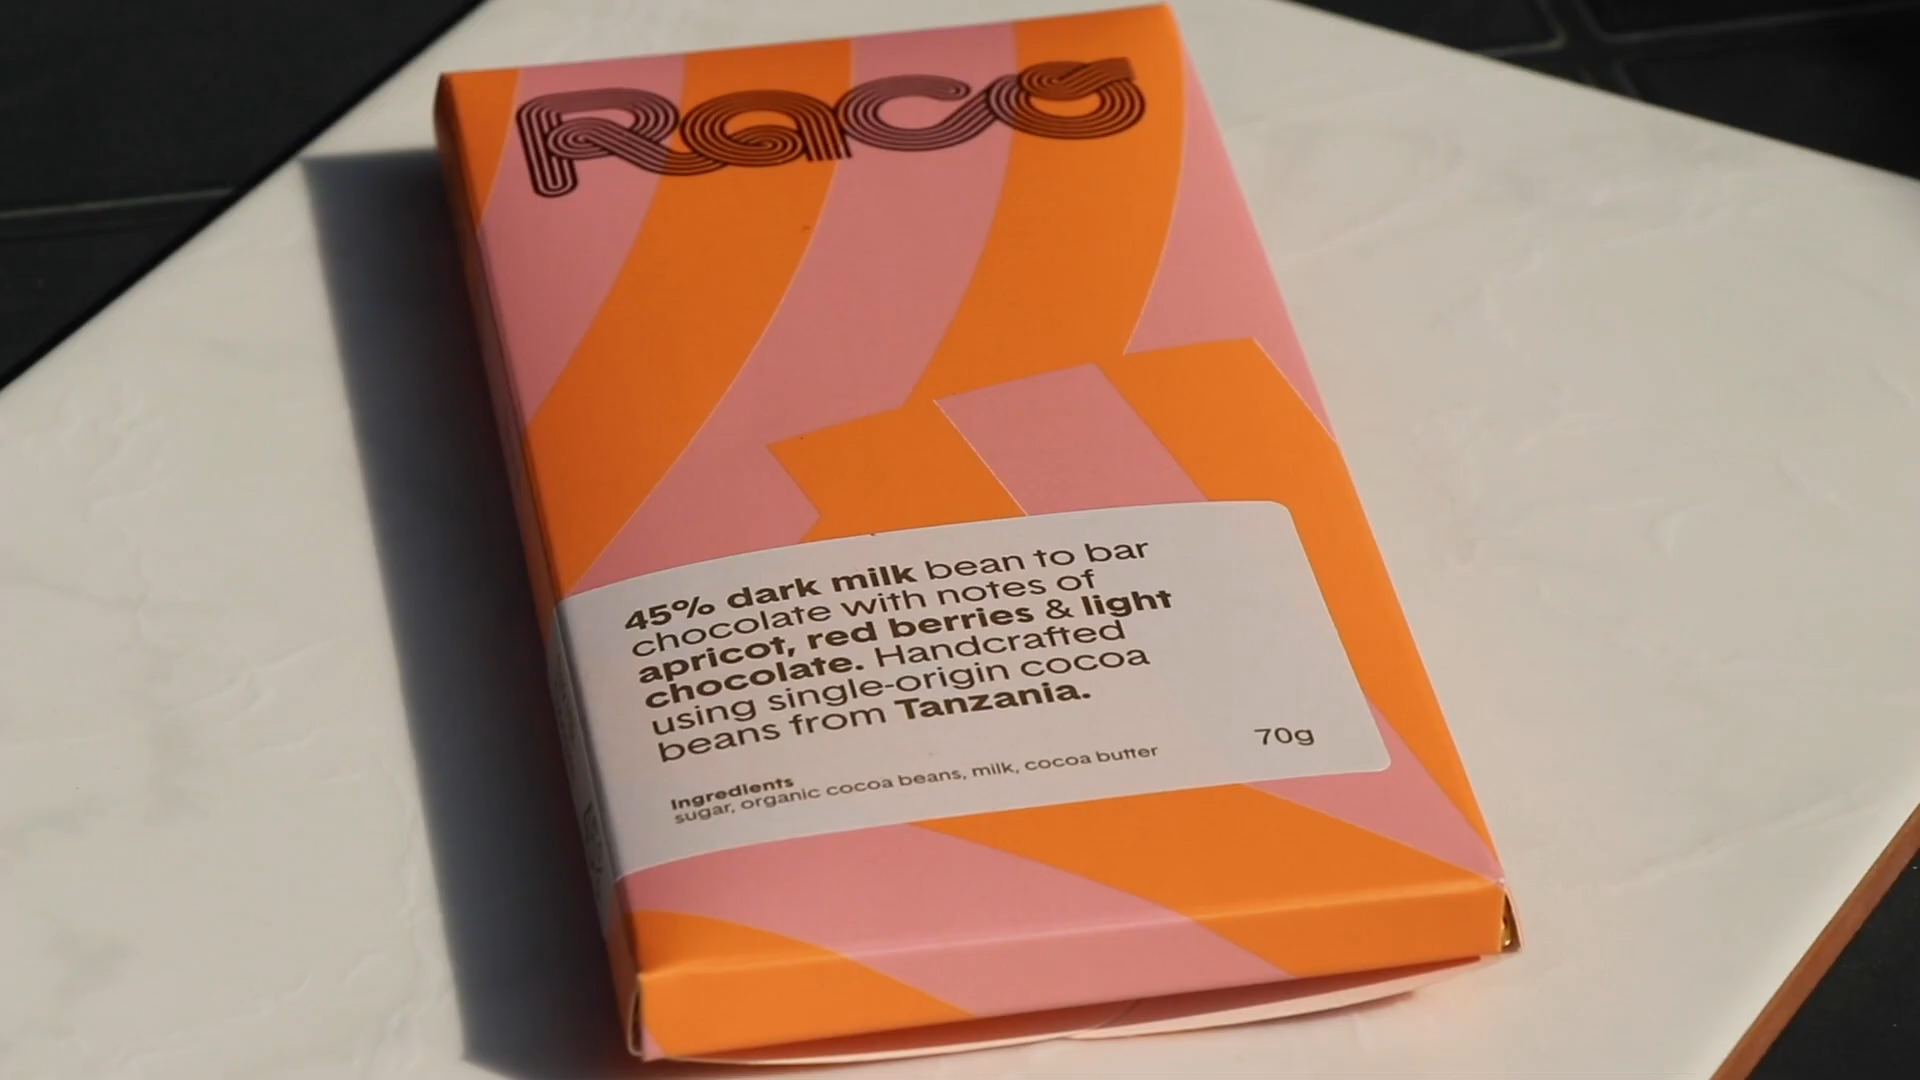 Raco
45% dark milk bean to bar
chocolate with notes of
apricot, red berries & light
chocolate. Handcrafted
using single-origin cocoa
beans from Tanzania.
70g
Ingredients
sugar, organic cocoa beans, milk, cocoa butter